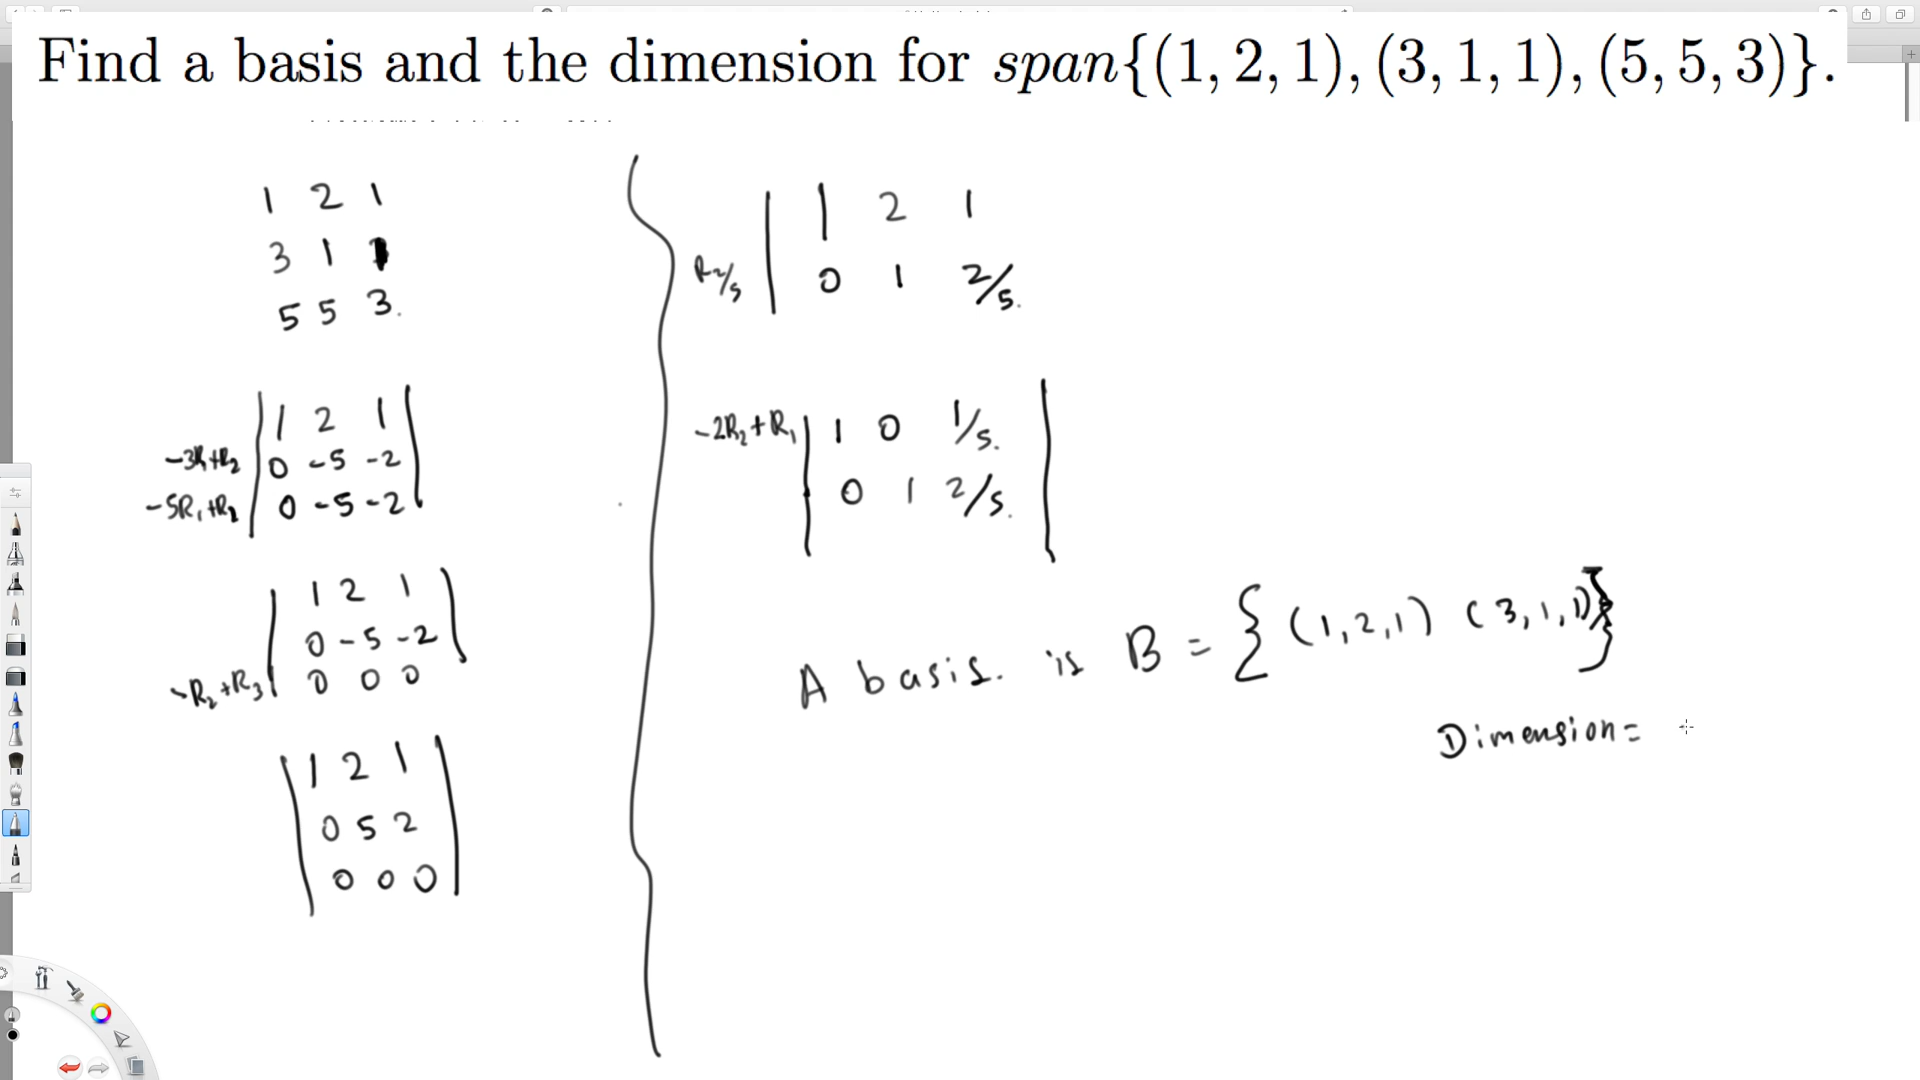 Find a basis and the dimension for span{(1, 2, 1), (3, 1, 1), (5, 5, 3)}.
1 2 1
3 1 1
5 5 3.
1 2 1
-3R1+R2 0 -5 -2
0 -5 -2
1 2 1
0 -5 -2
-R2+R3 0 0 0
1 2 1
0 5 2
0 0 0
1 2 1
R2/5 0 1 2/5.
-2R2+R1 1 0 1/5.
0 1 2/5.
A basis. is B = { (1,2,1) (3,1,1) }
Dimension=